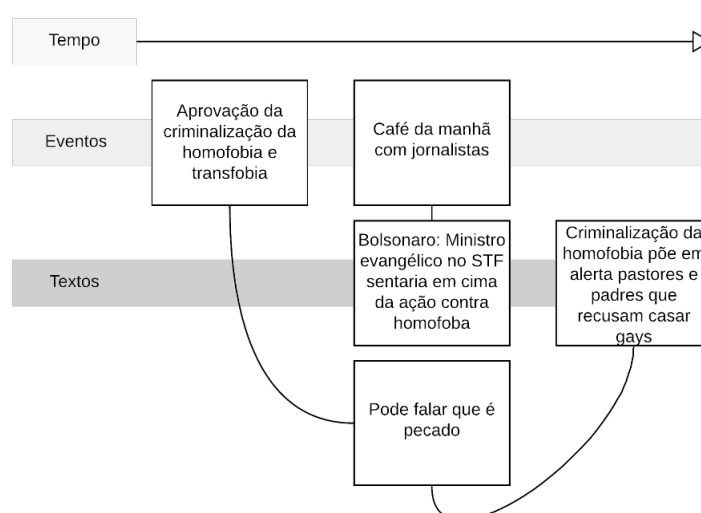 Tempo
Aprovação da
criminalização da
homofobia e
transfobia
Café da manhã
com jornalistas
Eventos
Bolsonaro: Ministro
evangélico no STF
sentaria em cima
da ação contra
homofoba
Criminalização da
homofobia põe em
alerta pastores e
padres que
recusam casar
gays
Textos
Pode falar que é
pecado